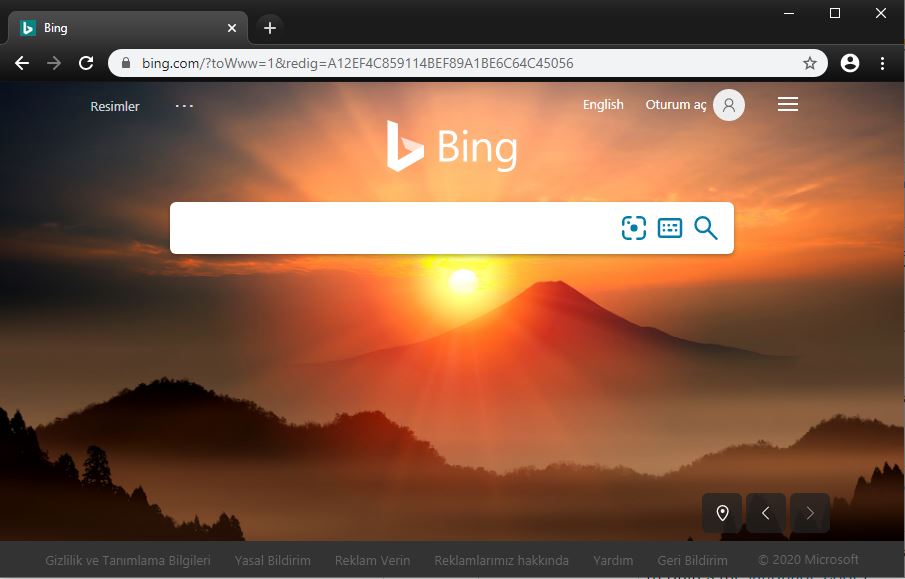 Bing
bing.com/?toWww=1&redig=A12EF4C859114BEF89A1BE6C64C45056
Resimler ... English Oturum aç
Bing
Gizlilik ve Tanımlama Bilgileri Yasal Bildirim Reklam Verin Reklamlarımız hakkında Yardım Geri Bildirim © 2020 Microsoft